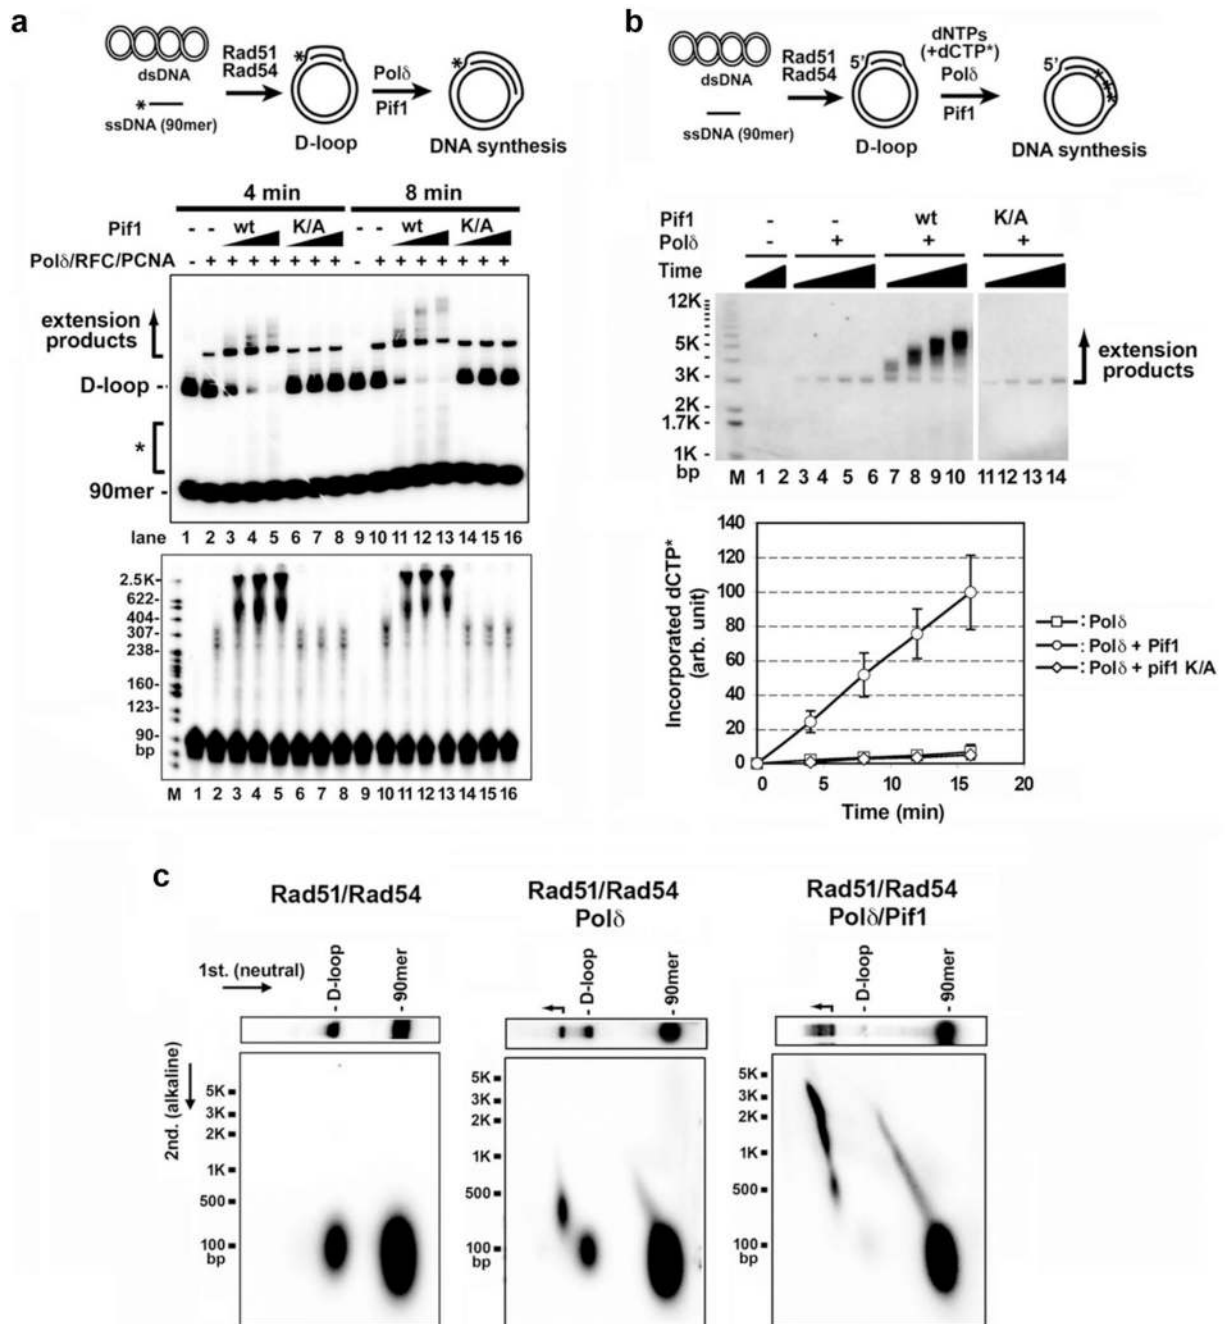 a
dsDNA
*
ssDNA (90mer)
Rad51
Rad54
*
D-loop
Polδ
Pif1
*
DNA synthesis
4 min 8 min
Pif1 - - wt K/A - - wt K/A
Polδ/RFC/PCNA - + + + + + + + - + + + + + + +
extension
products
D-loop -
*
90mer -
lane 1 2 3 4 5 6 7 8 9 10 11 12 13 14 15 16
2.5K-
622-
404-
307-
238-
160-
123-
90-
bp
M 1 2 3 4 5 6 7 8 9 10 11 12 13 14 15 16
b
dsDNA
ssDNA (90mer)
Rad51
Rad54
5'
D-loop
dNTPs
(+dCTP*)
Polδ
Pif1
5'
***
DNA synthesis
Pif1 - - wt K/A
Polδ - + + +
Time
12K-
5K-
3K-
2K-
1.7K-
1K-
bp
extension
products
M 1 2 3 4 5 6 7 8 9 10 11 12 13 14
Incorporated dCTP*
(arb. unit)
140
120
100
80
60
40
20
0
0 5 10 15 20
Time (min)
: Polδ
: Polδ + Pif1
: Polδ + pif1 K/A
c
Rad51/Rad54
1st. (neutral)
- D-loop
- 90mer
2nd. (alkaline)
5K
3K
2K
1K
500
100
bp
Rad51/Rad54
Polδ
- D-loop
- 90mer
5K
3K
2K
1K
500
100
bp
Rad51/Rad54
Polδ/Pif1
- D-loop
- 90mer
5K
3K
2K
1K
500
100
bp